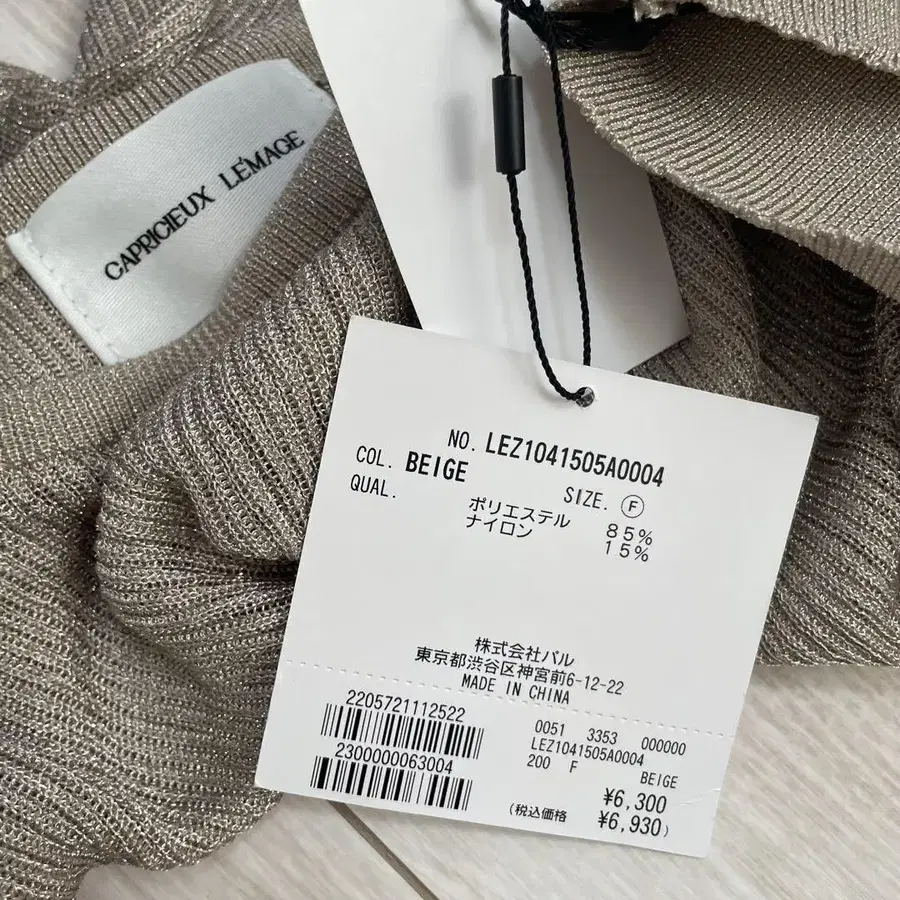 CAPRICIEUX LE'MAGE
NO. LEZ1041505A0004
COL. BEIGE
SIZE. F
QUAL.
ポリエステル 85%
ナイロン 15%
株式会社パル
東京都渋谷区神宮前6-12-22
MADE IN CHINA
2205721112522
2300000063004
0051 3353 000000
LEZ1041505A0004
200 F BEIGE
¥6,300
(税込価格 ¥6,930)